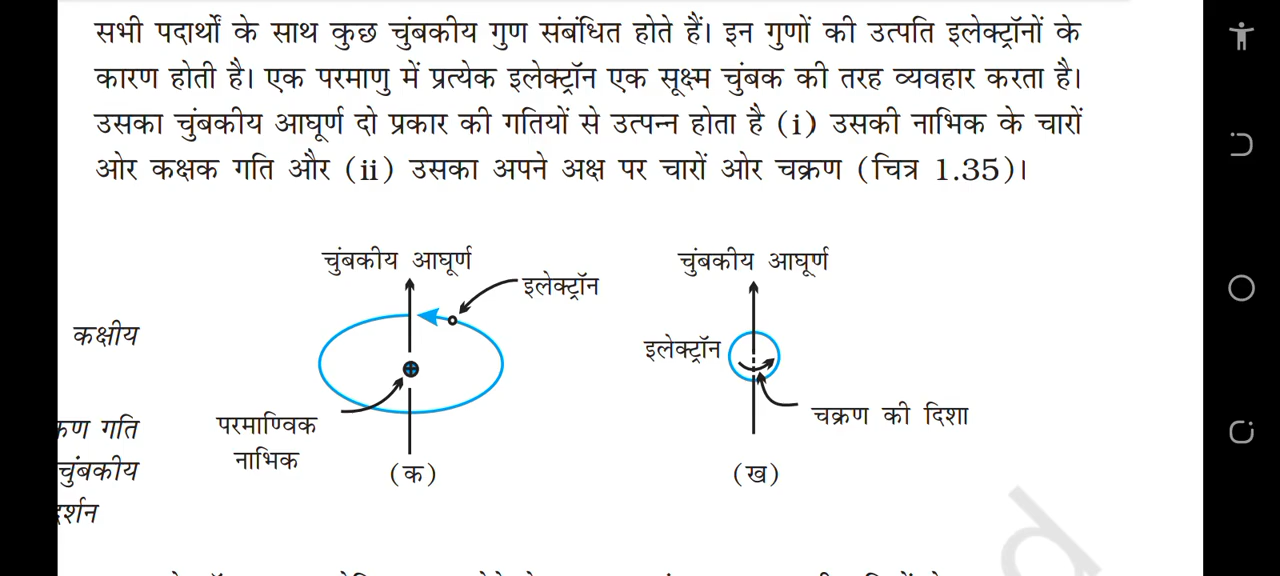 सभी पदार्थों के साथ कुछ चुंबकीय गुण संबंधित होते हैं। इन गुणों की उत्पति इलेक्ट्रॉनों के
कारण होती है। एक परमाणु में प्रत्येक इलेक्ट्रॉन एक सूक्ष्म चुंबक की तरह व्यवहार करता है।
उसका चुंबकीय आघूर्ण दो प्रकार की गतियों से उत्पन्न होता है (i) उसकी नाभिक के चारों
ओर कक्षक गति और (ii) उसका अपने अक्ष पर चारों ओर चक्रण (चित्र 1.35)।
चुंबकीय आघूर्ण
चुंबकीय आघूर्ण
इलेक्ट्रॉन
कक्षीय
इलेक्ट्रॉन
परमाण्विक
नाभिक
चक्रण की दिशा
गति
चुंबकीय
(क)
(ख)
d